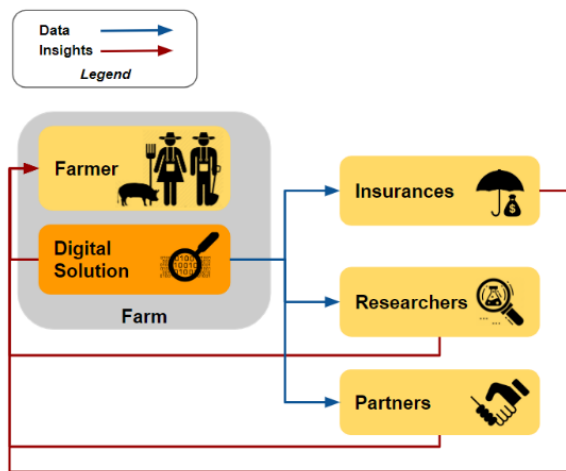 Data
Insights
Legend
Farmer
Digital
Solution
Farm
Insurances
$
Researchers
Partners